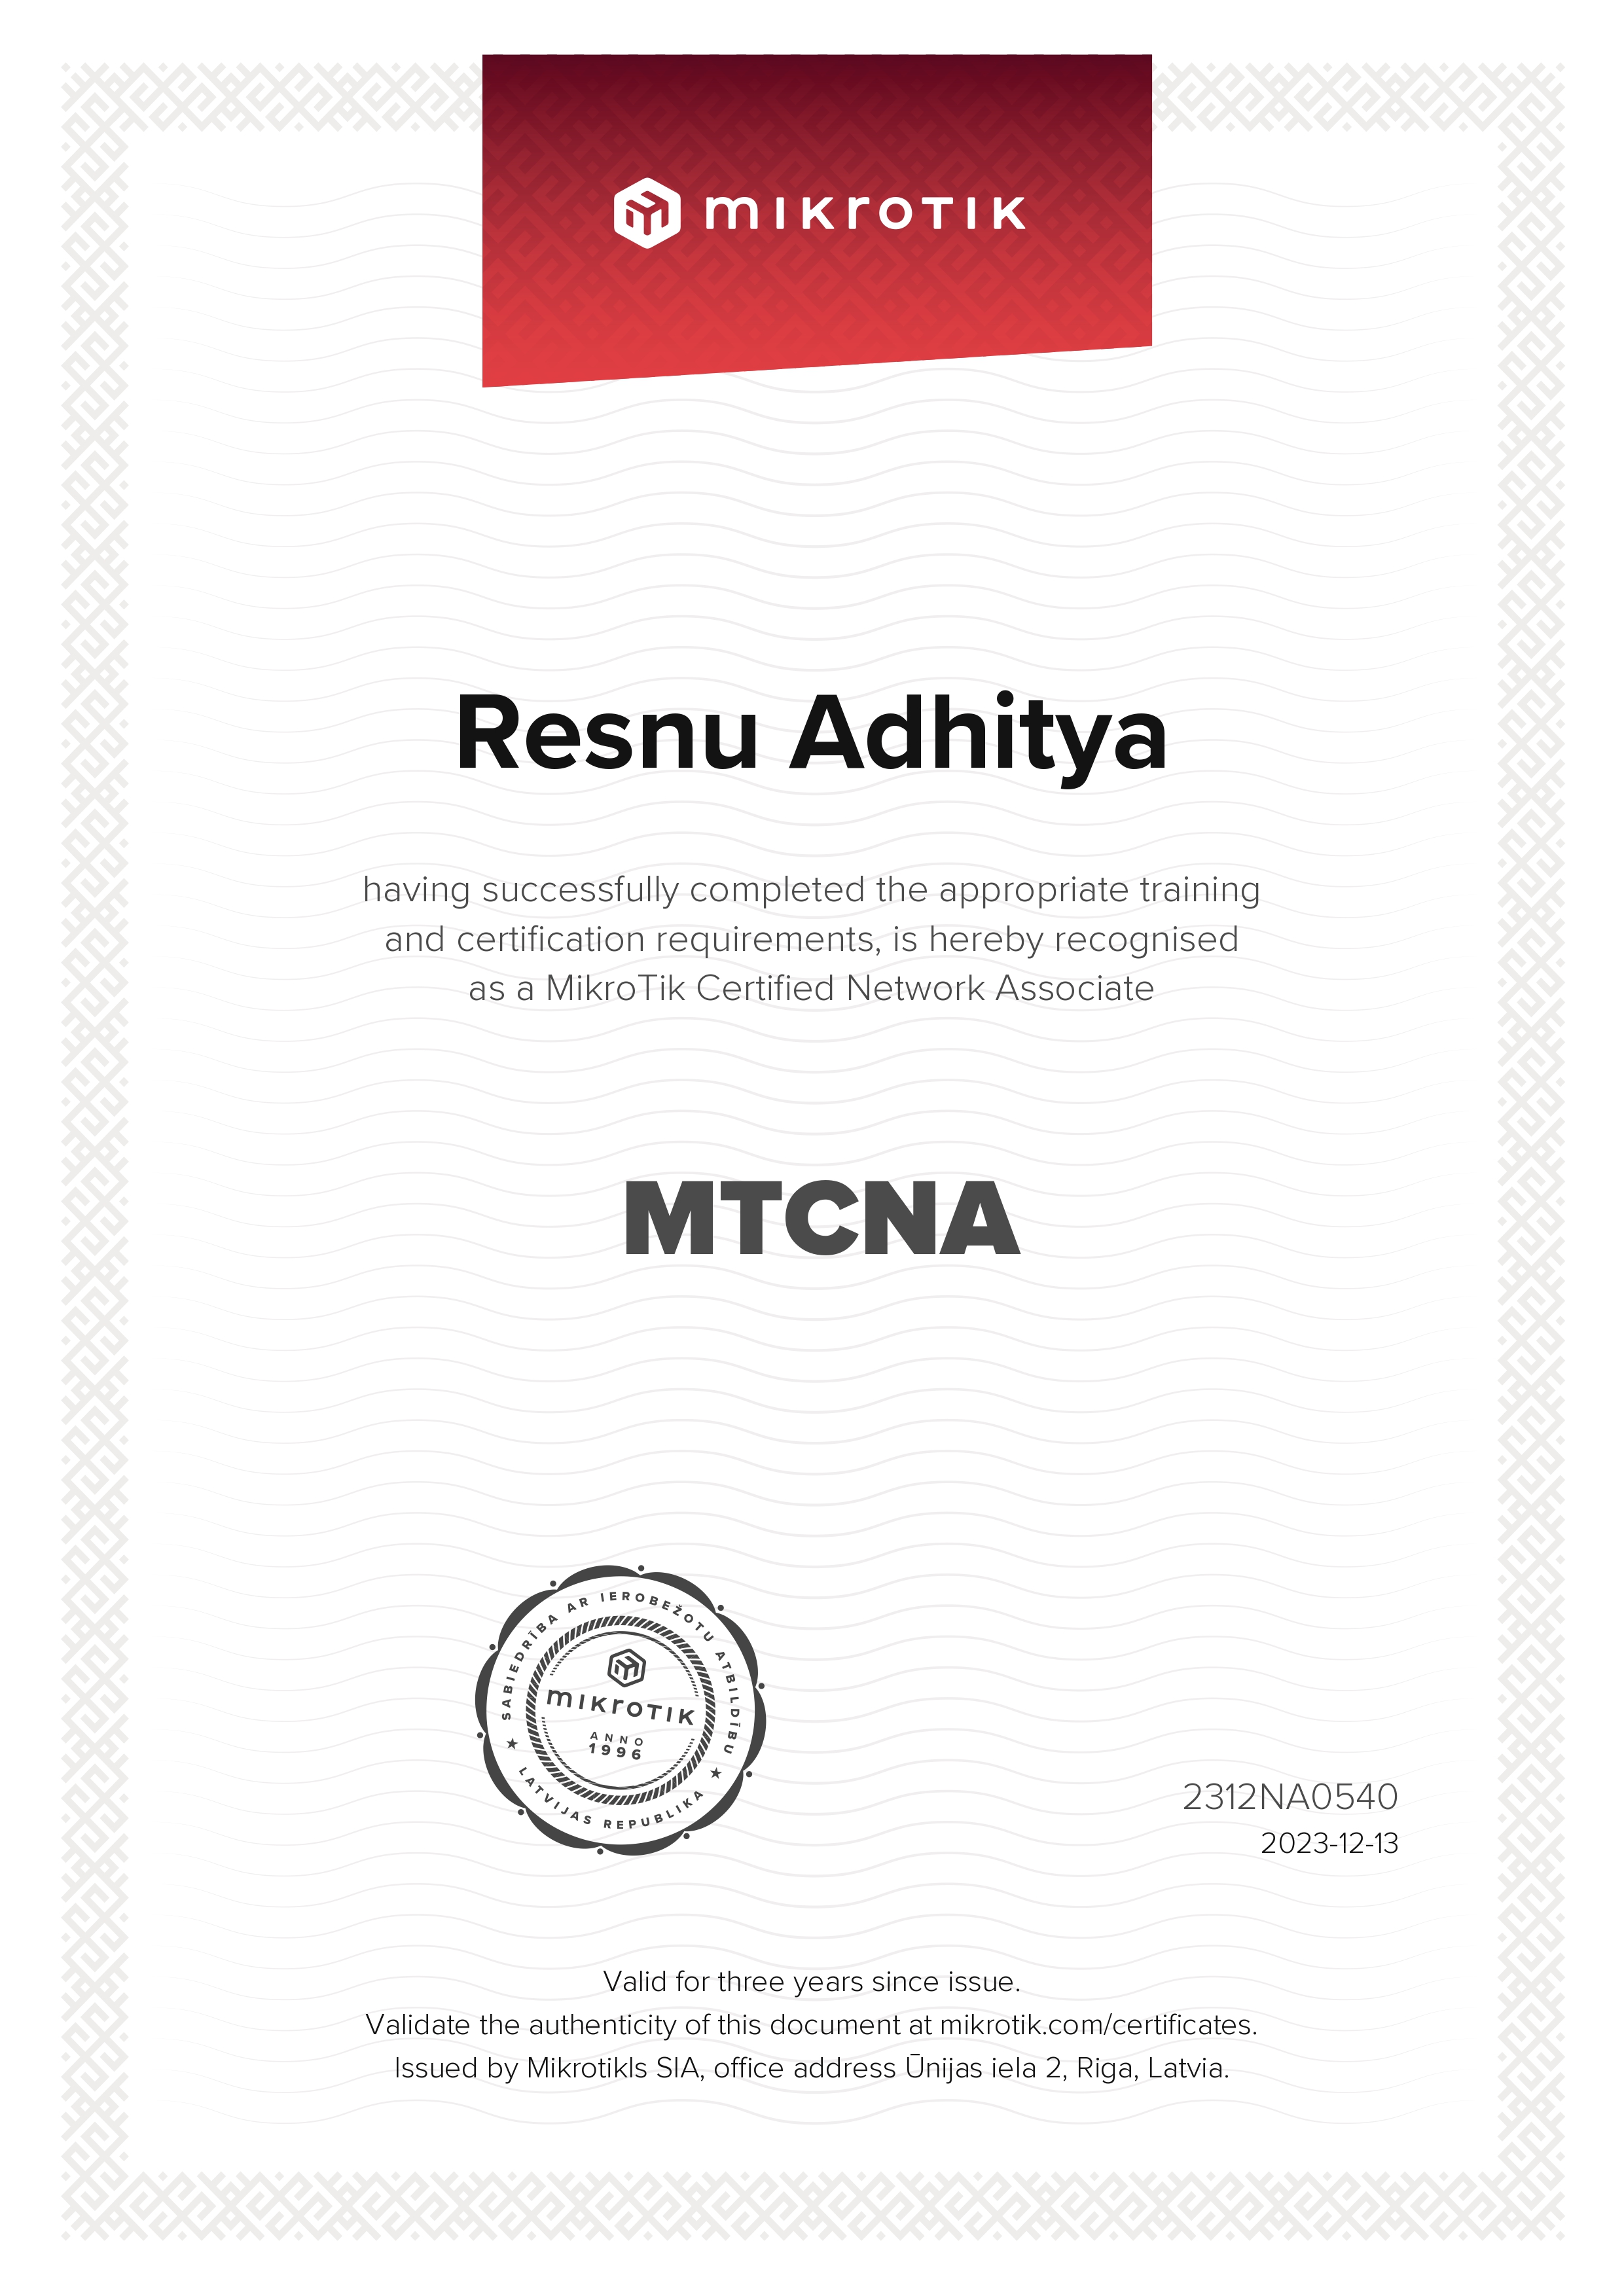 mikrotik
Resnu Adhitya
having successfully completed the appropriate training
and certification requirements, is hereby recognised
as a MikroTik Certified Network Associate
MTCNA
SABIEDRĪBA AR IEROBEŽOTU ATBILDĪBU
mikrotik
ANNO
1996
★ LATVIJAS REPUBLIKA ★
2312NA0540
2023-12-13
Valid for three years since issue.
Validate the authenticity of this document at mikrotik.com/certificates.
Issued by Mikrotikls SIA, office address Ūnijas iela 2, Riga, Latvia.